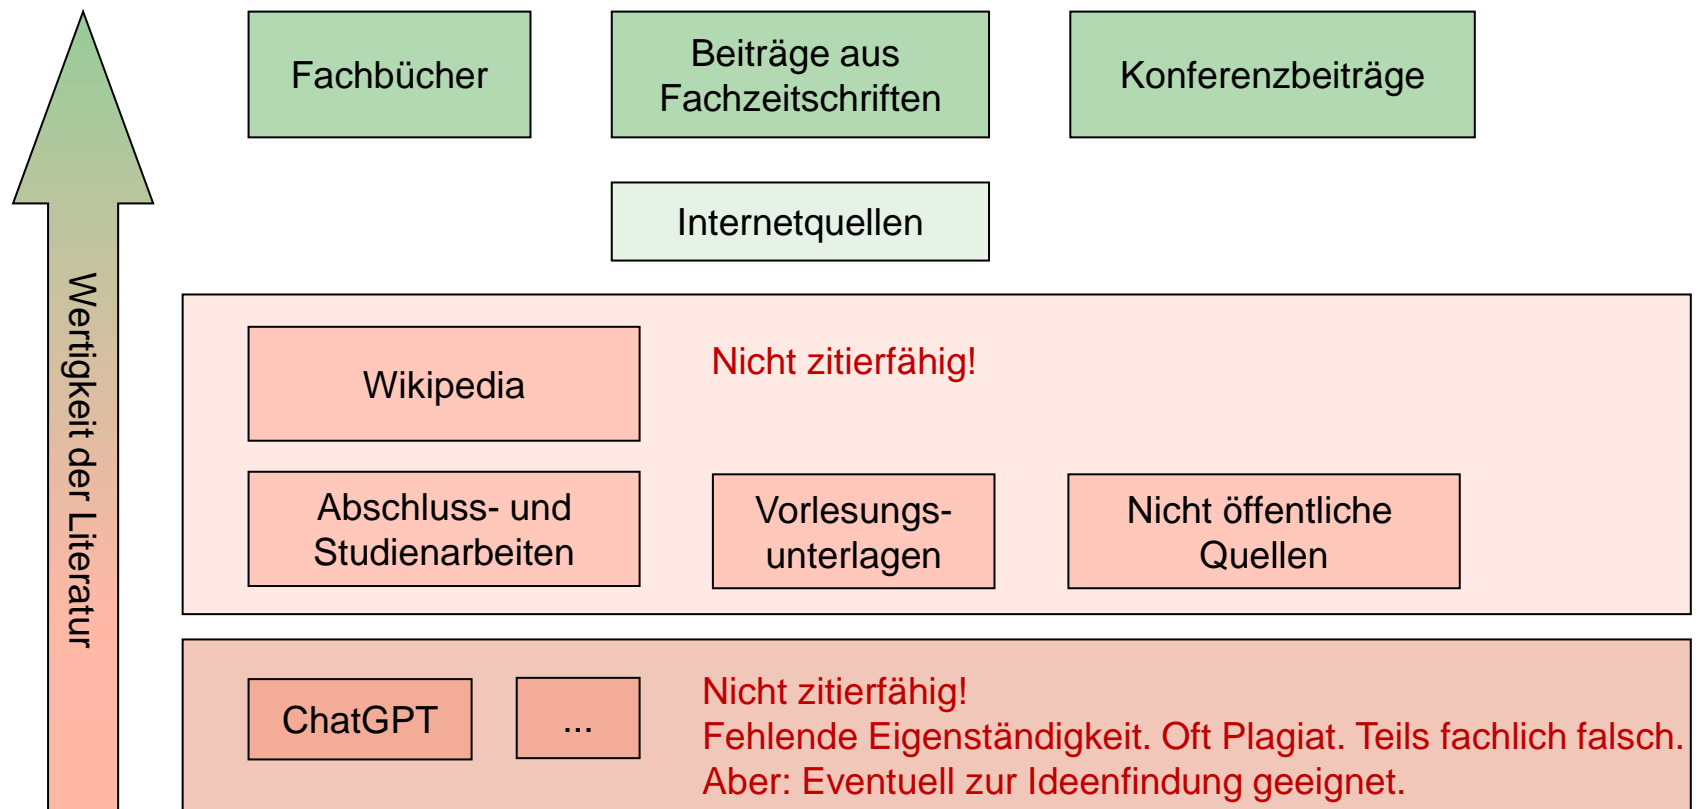 Fachbücher
Beiträge aus
Fachzeitschriften
Konferenzbeiträge
Internetquellen
Wertigkeit der Literatur
Wikipedia
Nicht zitierfähig!
Abschluss- und
Studienarbeiten
Vorlesungs-
unterlagen
Nicht öffentliche
Quellen
ChatGPT
...
Nicht zitierfähig!
Fehlende Eigenständigkeit. Oft Plagiat. Teils fachlich falsch.
Aber: Eventuell zur Ideenfindung geeignet.